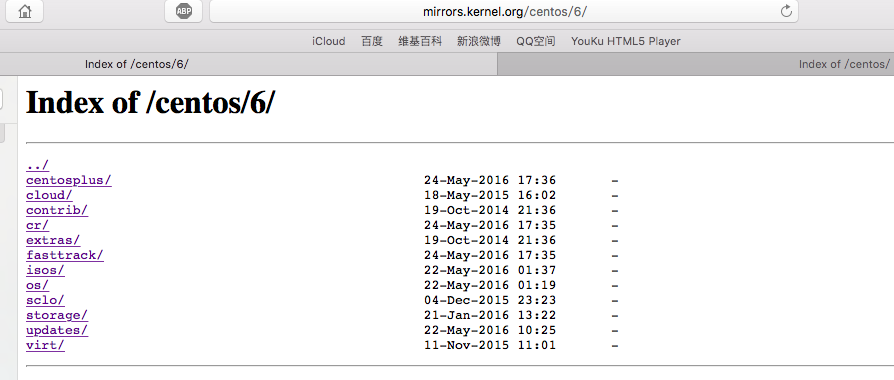 ABP mirrors.kernel.org/centos/6/
iCloud 百度 维基百科 新浪微博 QQ空间 YouKu HTML5 Player
Index of /centos/6/ Index of /centos/
Index of /centos/6/
../
centosplus/ 24-May-2016 17:36 -
cloud/ 18-May-2015 16:02 -
contrib/ 19-Oct-2014 21:36 -
cr/ 24-May-2016 17:35 -
extras/ 19-Oct-2014 21:36 -
fasttrack/ 24-May-2016 17:35 -
isos/ 22-May-2016 01:37 -
os/ 22-May-2016 01:19 -
sclo/ 04-Dec-2015 23:23 -
storage/ 21-Jan-2016 13:22 -
updates/ 22-May-2016 10:25 -
virt/ 11-Nov-2015 11:01 -